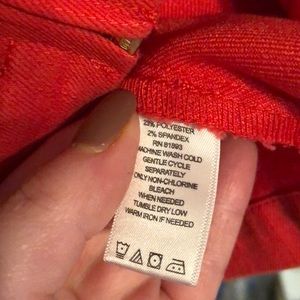 23% POLYESTER
2% SPANDEX
RN 81893
MACHINE WASH COLD
GENTLE CYCLE
SEPARATELY
ONLY NON-CHLORINE
BLEACH
WHEN NEEDED
TUMBLE DRY LOW
WARM IRON IF NEEDED